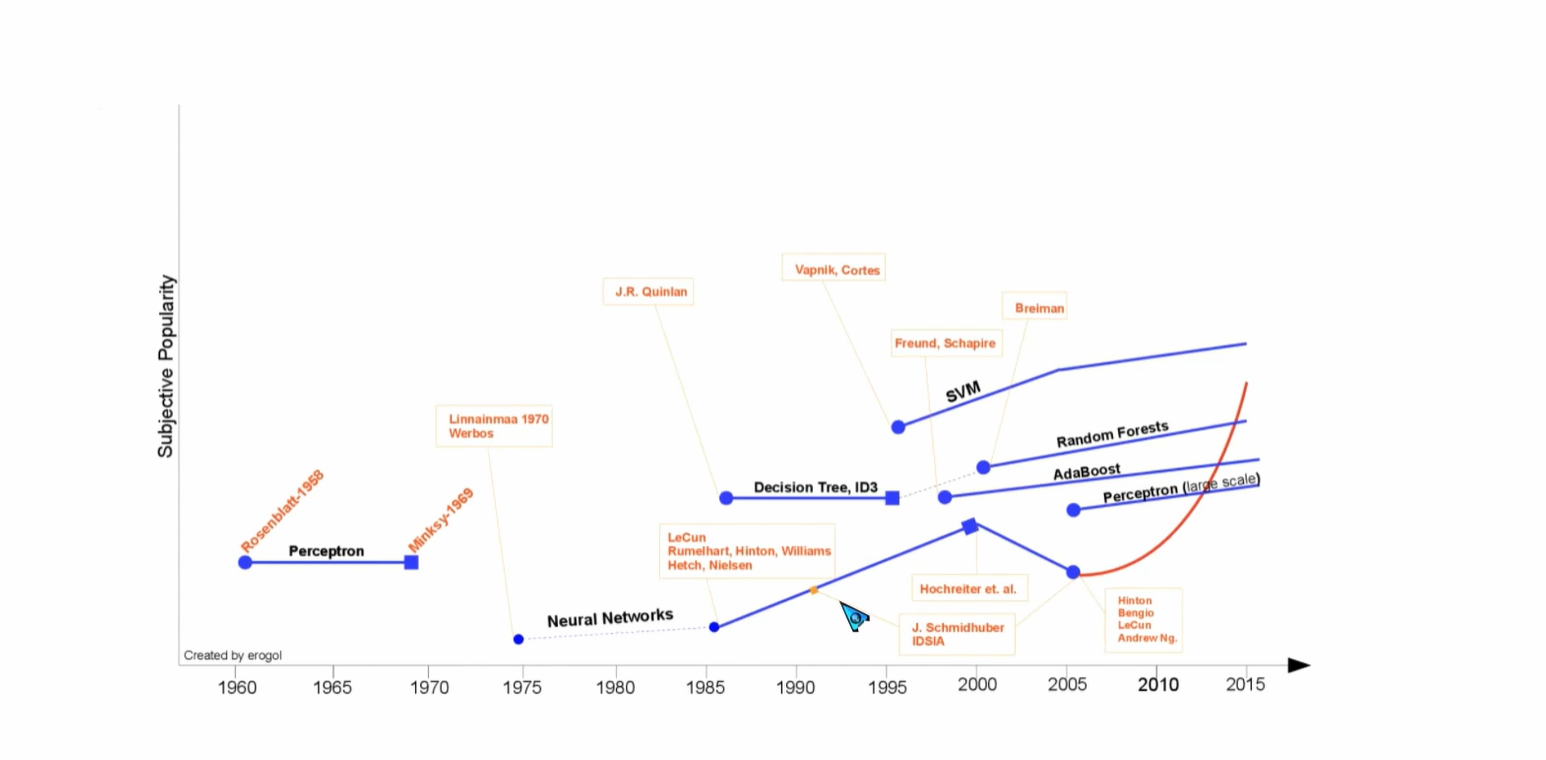 Subjective Popularity
Vapnik, Cortes
J.R. Quinlan
Breiman
Freund, Schapire
SVM
Linnainmaa 1970
Werbos
Random Forests
AdaBoost
Decision Tree, ID3
Perceptron (large scale)
Rosenblatt-1958
Minksy-1969
Perceptron
LeCun
Rumelhart, Hinton, Williams
Hetch, Nielsen
Hochreiter et. al.
Neural Networks
J. Schmidhuber
IDSIA
Hinton
Bengio
LeCun
Andrew Ng.
Created by erogol
1960 1965 1970 1975 1980 1985 1990 1995 2000 2005 2010 2015